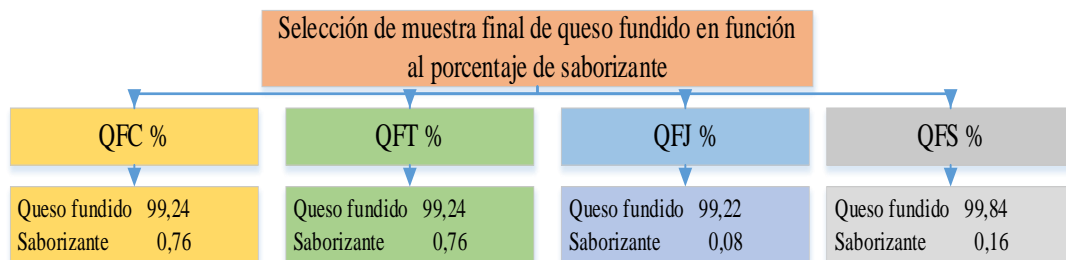 Selección de muestra final de queso fundido en función
al porcentaje de saborizante
QFC %
QFT %
QFJ %
QFS %
Queso fundido 99,24
Saborizante 0,76
Queso fundido 99,24
Saborizante 0,76
Queso fundido 99,22
Saborizante 0,08
Queso fundido 99,84
Saborizante 0,16